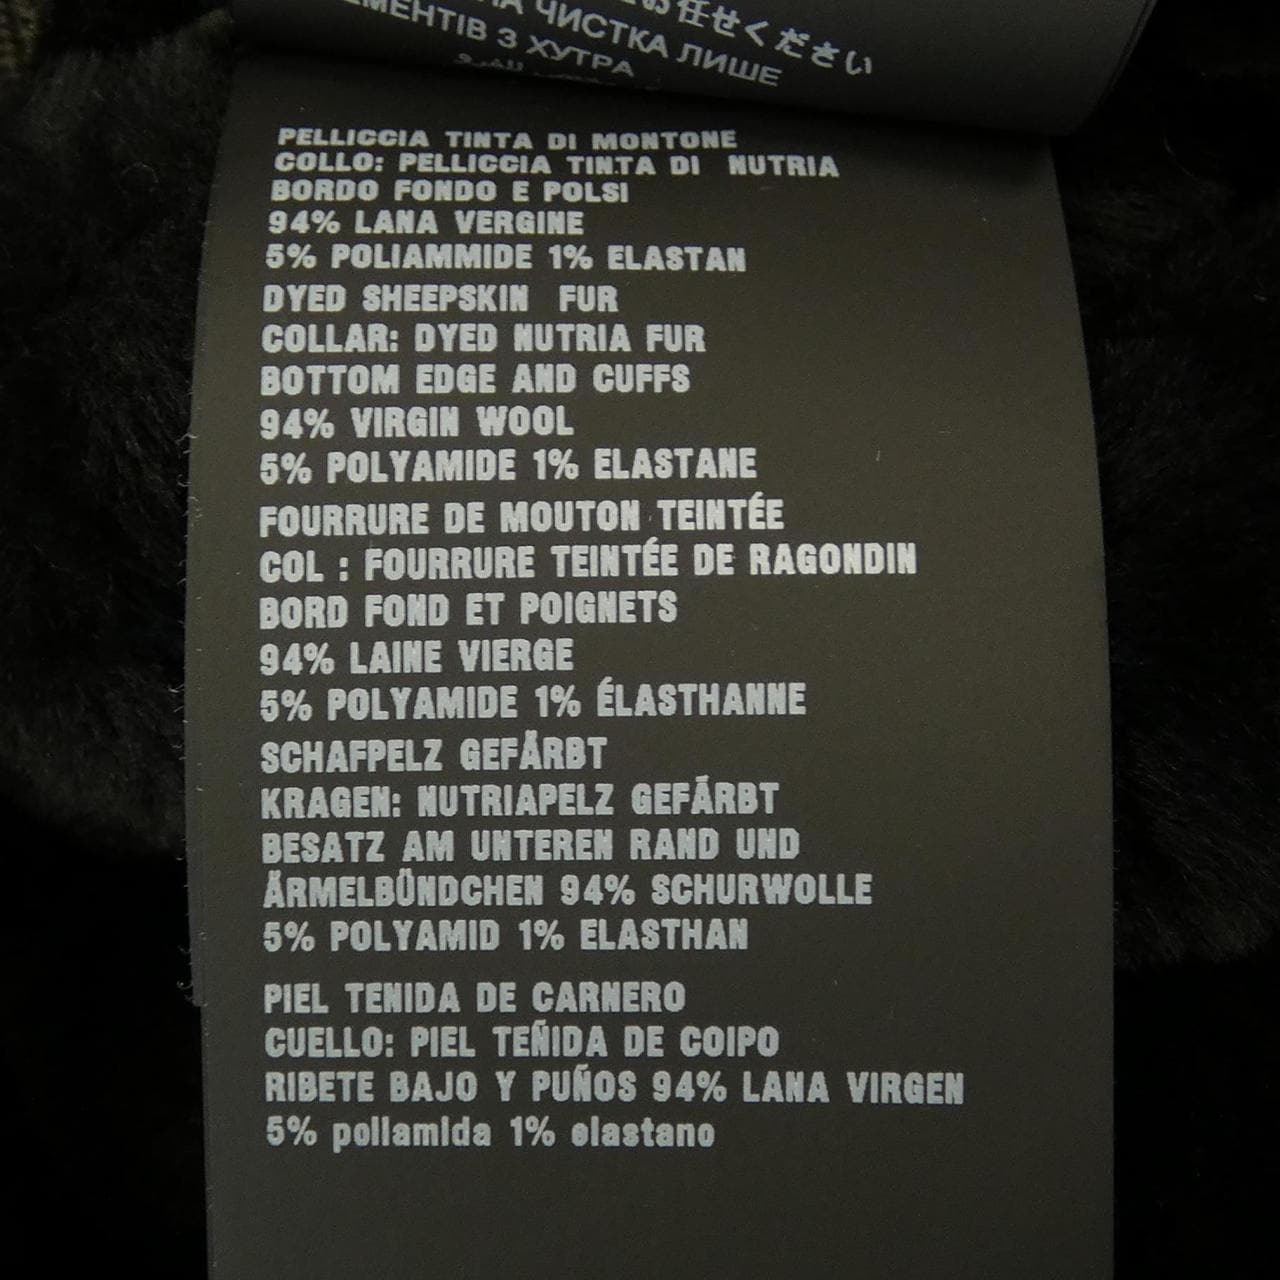 の任せください
ЧИСТКА ЛИШЕ
З ХУТРА
PELLICCIA TINTA DI MONTONE
COLLO: PELLICCIA TINTA DI NUTRIA
BORDO FONDO E POLSI
94% LANA VERGINE
5% POLIAMMIDE 1% ELASTAN
DYED SHEEPSKIN FUR
COLLAR: DYED NUTRIA FUR
BOTTOM EDGE AND CUFFS
94% VIRGIN WOOL
5% POLYAMIDE 1% ELASTANE
FOURRURE DE MOUTON TEINTÉE
COL : FOURRURE TEINTÉE DE RAGONDIN
BORD FOND ET POIGNETS
94% LAINE VIERGE
5% POLYAMIDE 1% ÉLASTHANNE
SCHAFPELZ GEFÄRBT
KRAGEN: NUTRIAPELZ GEFÄRBT
BESATZ AM UNTEREN RAND UND
ÄRMELBÜNDCHEN 94% SCHURWOLLE
5% POLYAMID 1% ELASTHAN
PIEL TENIDA DE CARNERO
CUELLO: PIEL TEÑIDA DE COIPO
RIBETE BAJO Y PUÑOS 94% LANA VIRGEN
5% poliamida 1% elastano